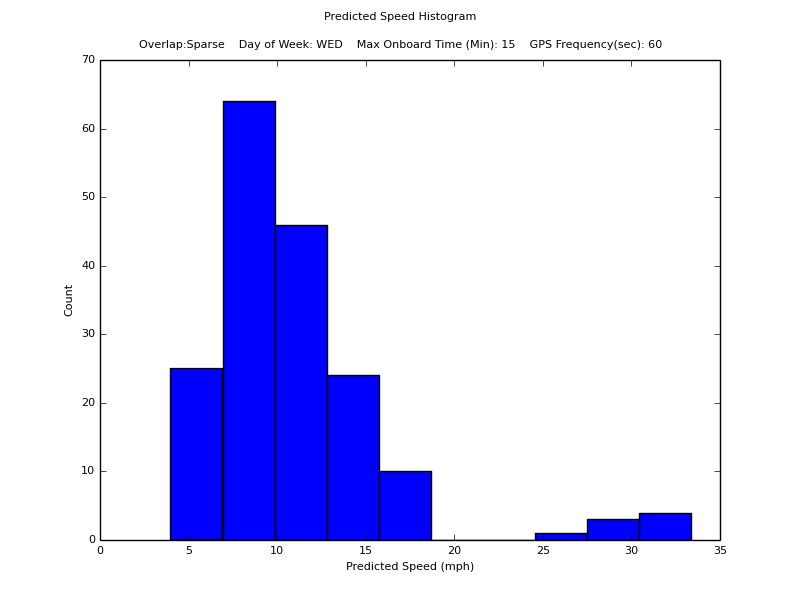 Predicted Speed Histogram
Overlap:Sparse    Day of Week: WED    Max Onboard Time (Min): 15    GPS Frequency(sec): 60
70
60
50
40
30
20
10
0
Count
0 5 10 15 20 25 30 35
Predicted Speed (mph)